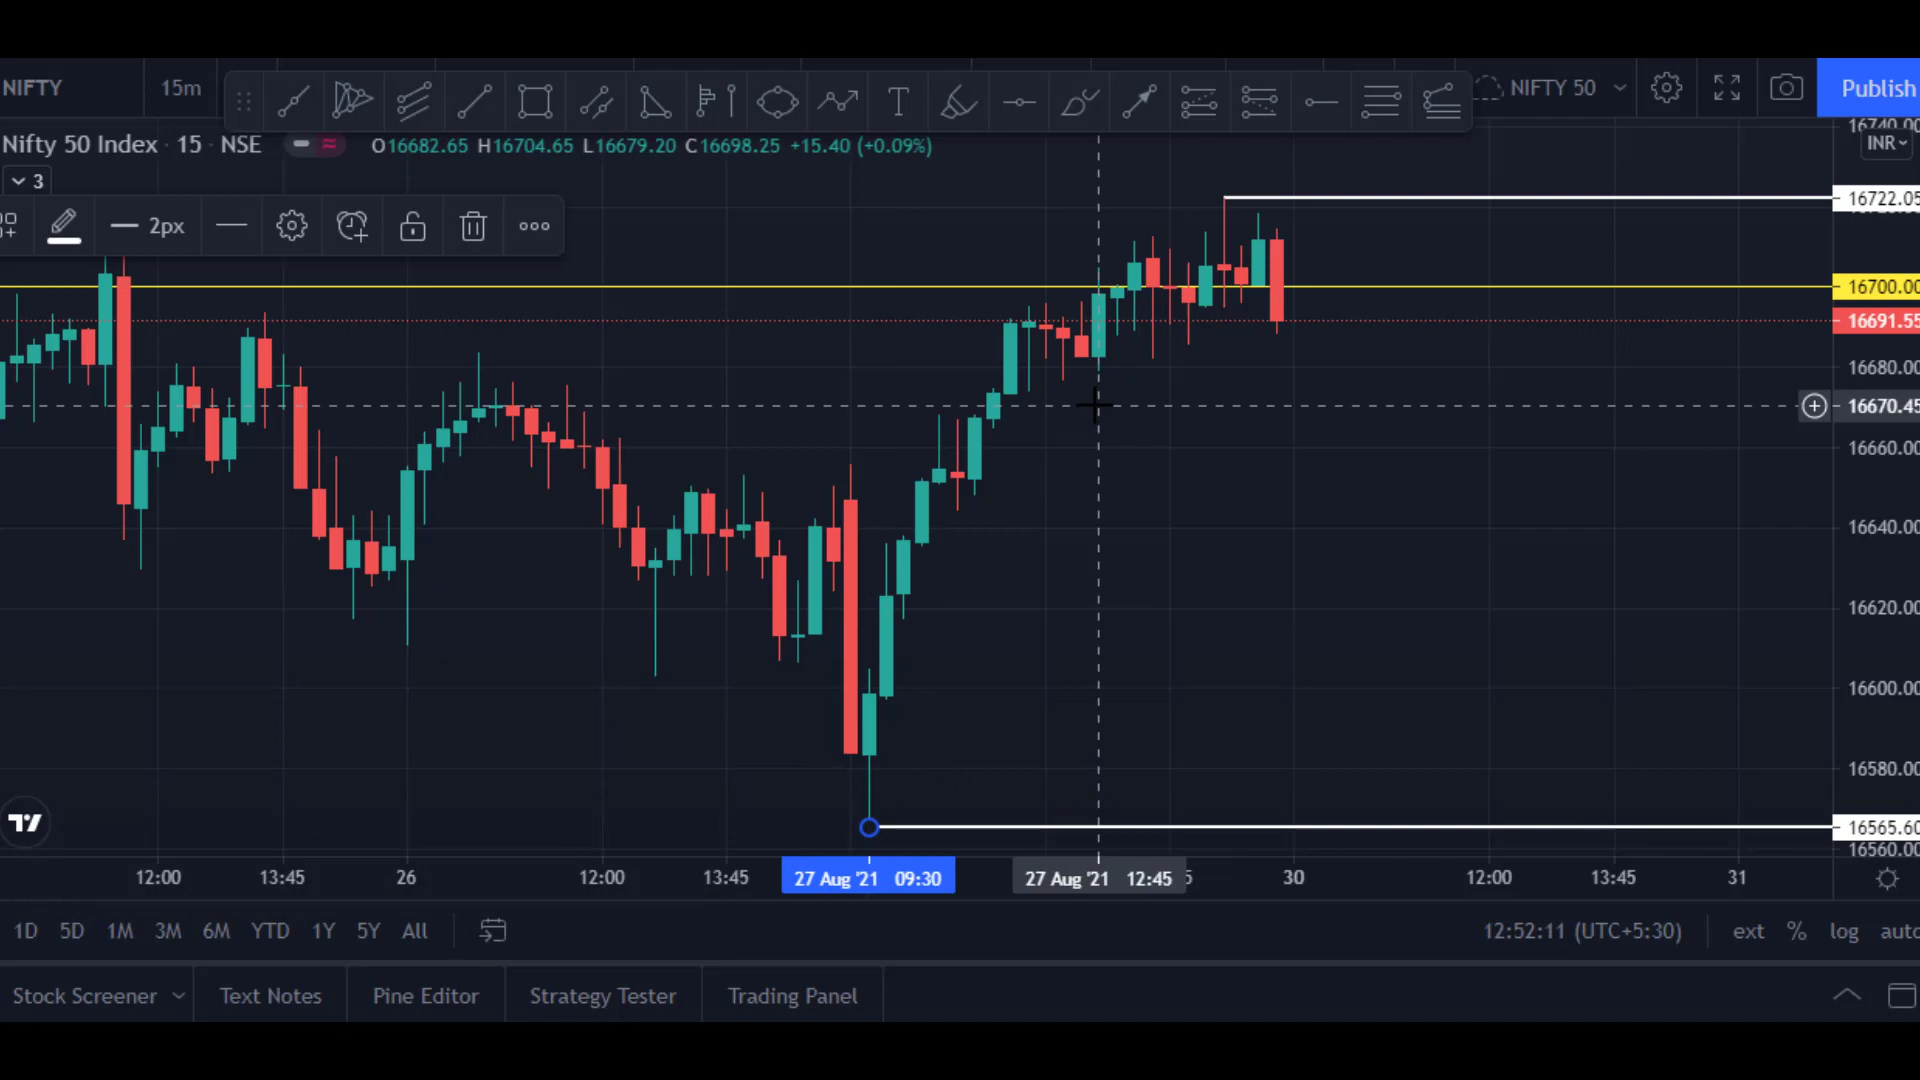 NIFTY
15m
NIFTY 50
Publish
Nifty 50 Index · 15 · NSE
O16682.65 H16704.65 L16679.20 C16698.25 +15.40 (+0.09%)
3
2px
INR
16740.00
16722.05
16700.00
16691.55
16680.00
16670.45
16660.00
16640.00
16620.00
16600.00
16580.00
16565.60
16560.00
12:00 13:45 26 12:00 13:45 27 Aug '21 09:30 27 Aug '21 12:45 5 30 12:00 13:45 31
1D 5D 1M 3M 6M YTD 1Y 5Y All 12:52:11 (UTC+5:30) ext % log auto
Stock Screener Text Notes Pine Editor Strategy Tester Trading Panel